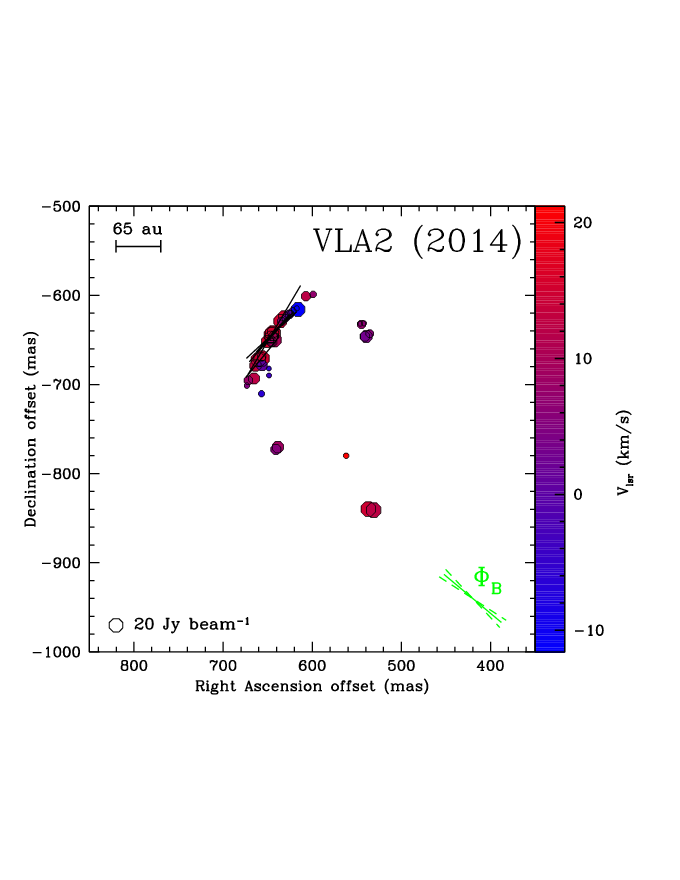 −500
−600
−700
−800
−900
−1000
Declination offset (mas)
65 au
VLA2 (2014)
Φ_B
20 Jy beam⁻¹
800 700 600 500 400
Right Ascension offset (mas)
20
10
0
−10
V_lsr (km/s)